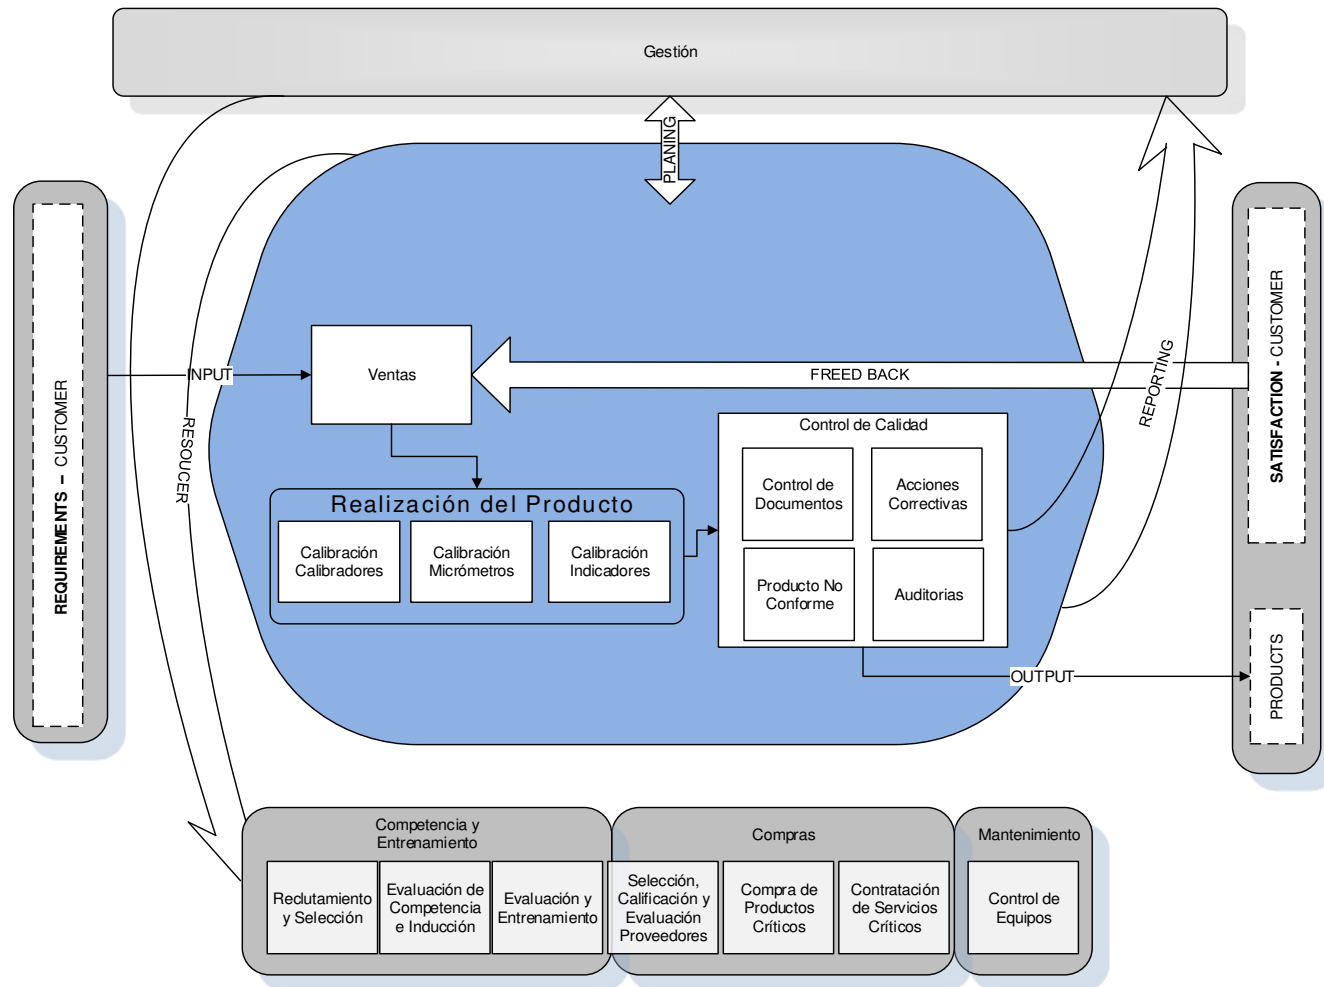 Gestión
PLANING
REQUIREMENTS – CUSTOMER
INPUT
Ventas
FREED BACK
RESOUCER
REPORTING
SATISFACTION - CUSTOMER
Control de Calidad
Control de
Documentos
Acciones
Correctivas
Producto No
Conforme
Auditorias
Realización del Producto
Calibración
Calibradores
Calibración
Micrómetros
Calibración
Indicadores
OUTPUT
PRODUCTS
Competencia y
Entrenamiento
Reclutamiento
y Selección
Evaluación de
Competencia
e Inducción
Evaluación y
Entrenamiento
Compras
Selección,
Calificación y
Evaluación
Proveedores
Compra de
Productos
Críticos
Contratación
de Servicios
Críticos
Mantenimiento
Control de
Equipos